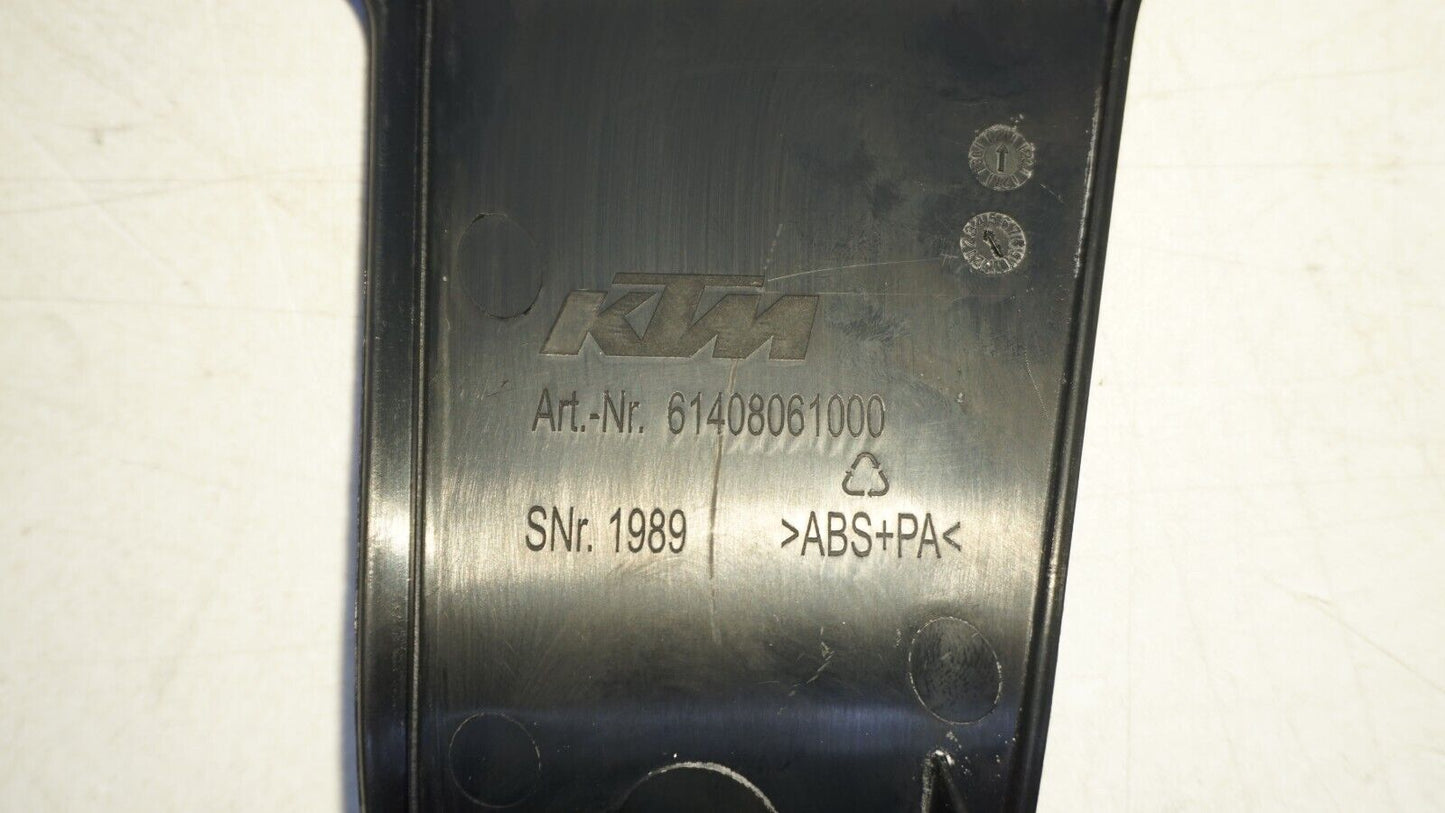 KTM
Art.-Nr. 61408061000
SNr. 1989 >ABS+PA<